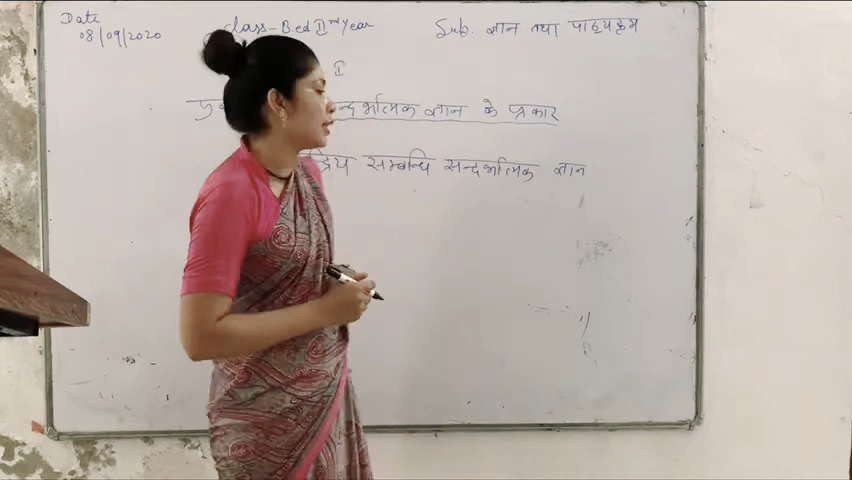 Date class-B.ed IInd year Sub. ज्ञान तथा पाठ्यक्रम
08/09/2020
I
सन्दर्भात्मक ज्ञान के प्रकार
सम्बन्धि सन्दर्भात्मक ज्ञान